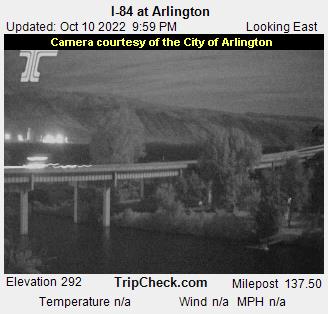 I-84 at Arlington
Updated: Oct 10 2022 9:59 PM Looking East
Camera courtesy of the City of Arlington
Elevation 292 TripCheck.com Milepost 137.50
Temperature n/a Wind n/a MPH n/a